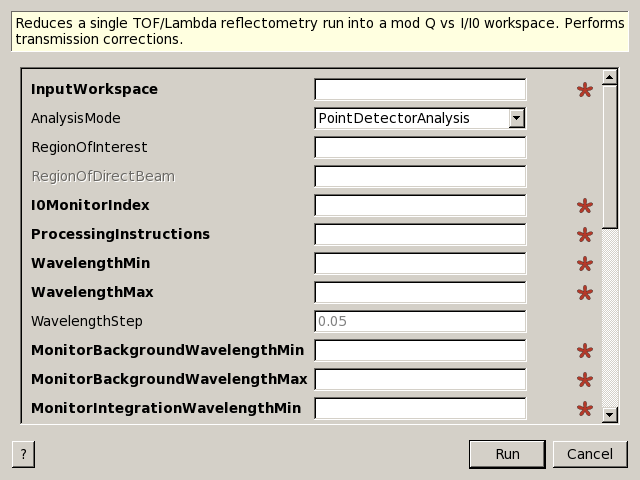 Reduces a single TOF/Lambda reflectometry run into a mod Q vs I/I0 workspace. Performs
transmission corrections.
InputWorkspace
AnalysisMode PointDetectorAnalysis
RegionOfInterest
RegionOfDirectBeam
I0MonitorIndex
ProcessingInstructions
WavelengthMin
WavelengthMax
WavelengthStep 0.05
MonitorBackgroundWavelengthMin
MonitorBackgroundWavelengthMax
MonitorIntegrationWavelengthMin
? Run Cancel